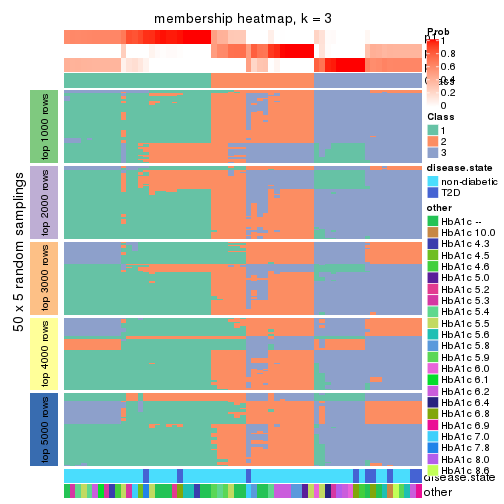 membership heatmap, k = 3
50 x 5 random samplings
top 1000 rows
top 2000 rows
top 3000 rows
top 4000 rows
top 5000 rows
Prob
1
0.8
0.6
0.4
0.2
0
Class
1
2
3
disease.state
non-diabetic
T2D
other
HbA1c --
HbA1c 10.0
HbA1c 4.3
HbA1c 4.5
HbA1c 4.6
HbA1c 5.0
HbA1c 5.2
HbA1c 5.3
HbA1c 5.4
HbA1c 5.5
HbA1c 5.6
HbA1c 5.8
HbA1c 5.9
HbA1c 6.0
HbA1c 6.1
HbA1c 6.2
HbA1c 6.4
HbA1c 6.8
HbA1c 6.9
HbA1c 7.0
HbA1c 7.8
HbA1c 8.0
HbA1c 8.6
disease.state
other